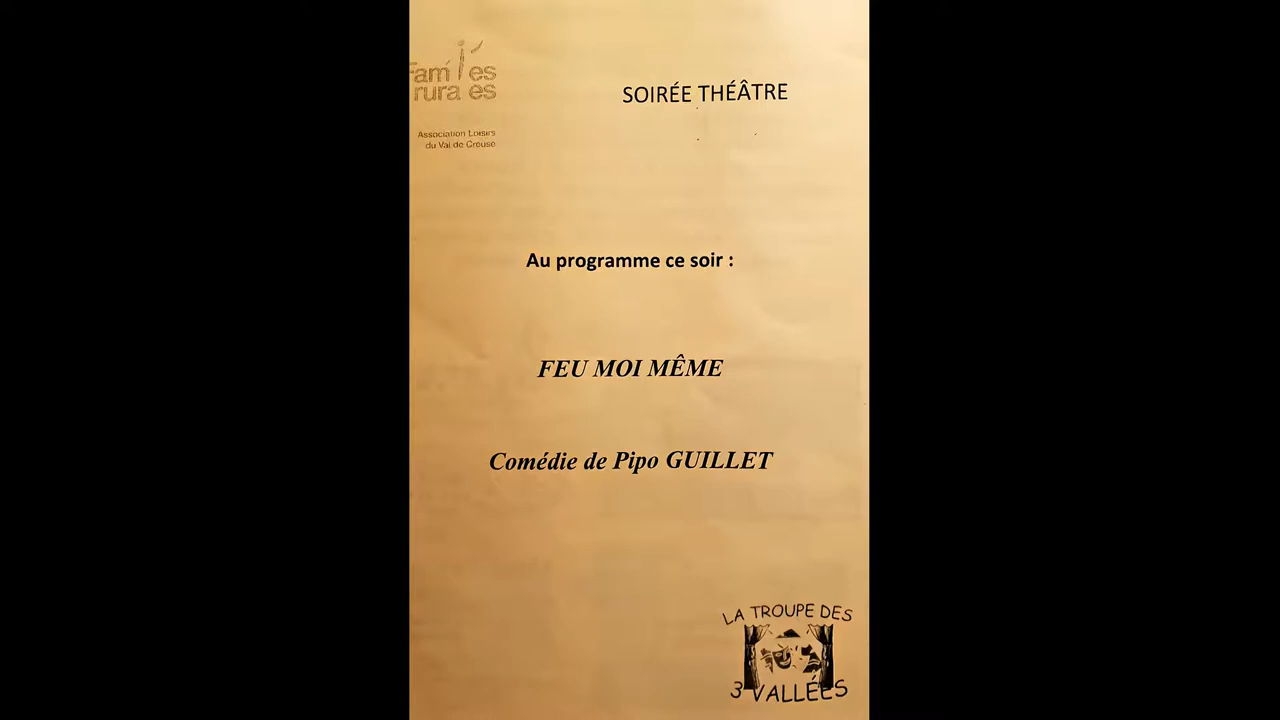 Fam es
rura es
Association Loisirs
du Val de Creuse
SOIRÉE THÉÂTRE
Au programme ce soir :
FEU MOI MÊME
Comédie de Pipo GUILLET
LA TROUPE DES
3 VALLÉES